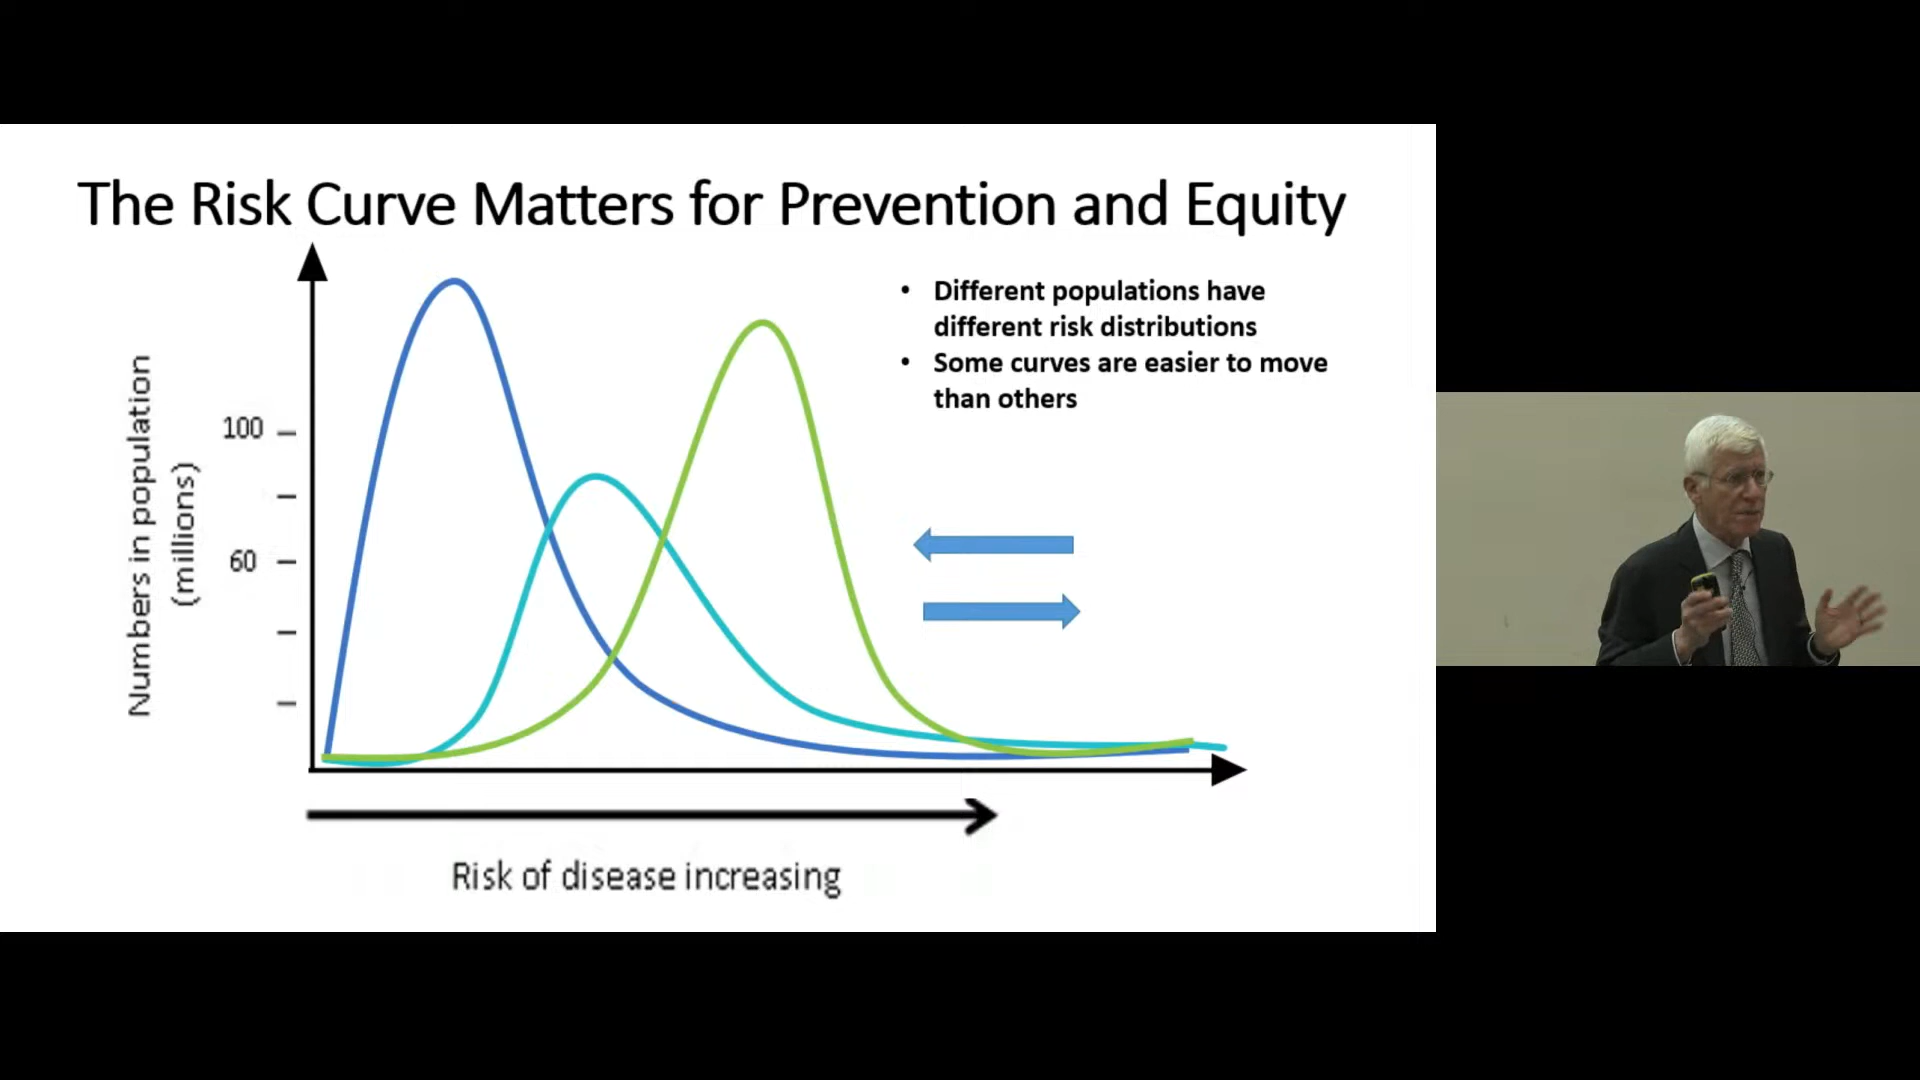 The Risk Curve Matters for Prevention and Equity
• Different populations have
different risk distributions
• Some curves are easier to move
than others
Numbers in population
(millions)
100
60
Risk of disease increasing